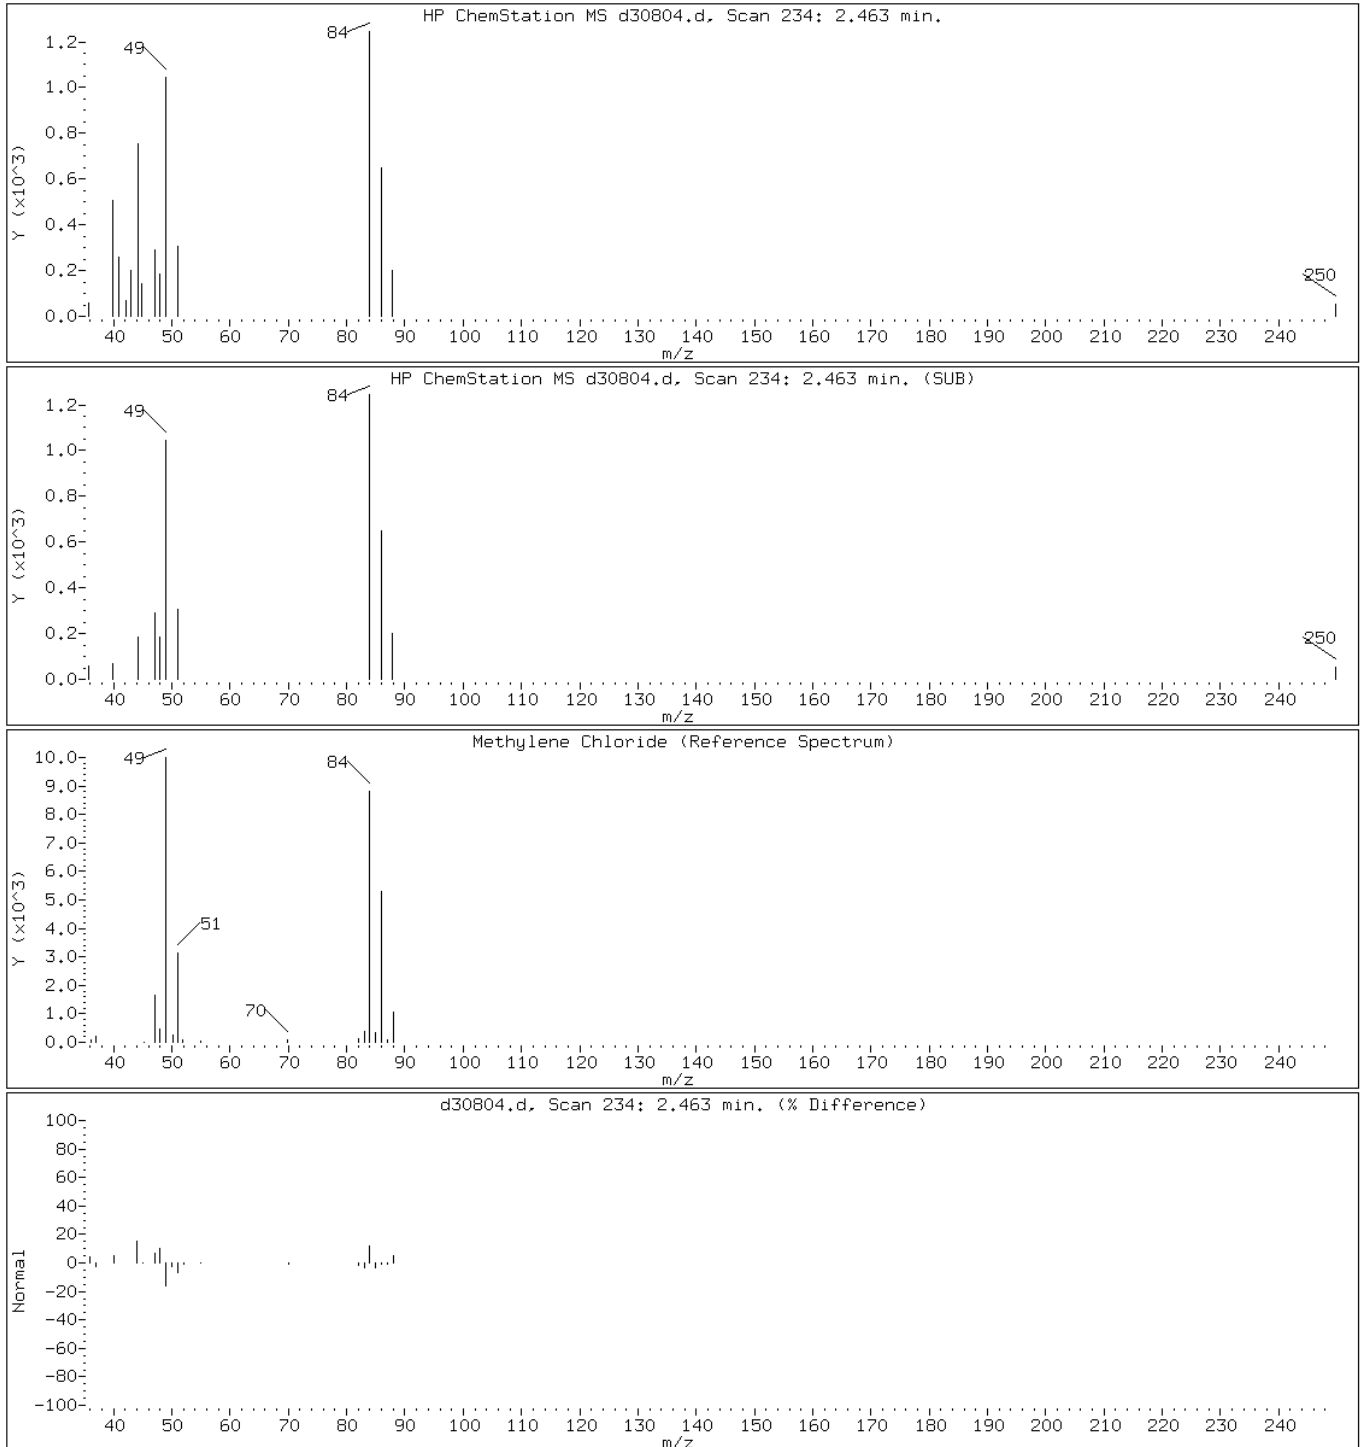 HP ChemStation MS d30804.d, Scan 234: 2.463 min.
84
49
250
1.2
1.0
0.8
0.6
0.4
0.2
0.0
Y (x10^3)
40 50 60 70 80 90 100 110 120 130 140 150 160 170 180 190 200 210 220 230 240
m/z
HP ChemStation MS d30804.d, Scan 234: 2.463 min. (SUB)
84
49
250
1.2
1.0
0.8
0.6
0.4
0.2
0.0
Y (x10^3)
40 50 60 70 80 90 100 110 120 130 140 150 160 170 180 190 200 210 220 230 240
m/z
Methylene Chloride (Reference Spectrum)
49
84
51
70
10.0
9.0
8.0
7.0
6.0
5.0
4.0
3.0
2.0
1.0
0.0
Y (x10^3)
40 50 60 70 80 90 100 110 120 130 140 150 160 170 180 190 200 210 220 230 240
m/z
d30804.d, Scan 234: 2.463 min. (% Difference)
100
80
60
40
20
0
-20
-40
-60
-80
-100
Normal
40 50 60 70 80 90 100 110 120 130 140 150 160 170 180 190 200 210 220 230 240
m/z